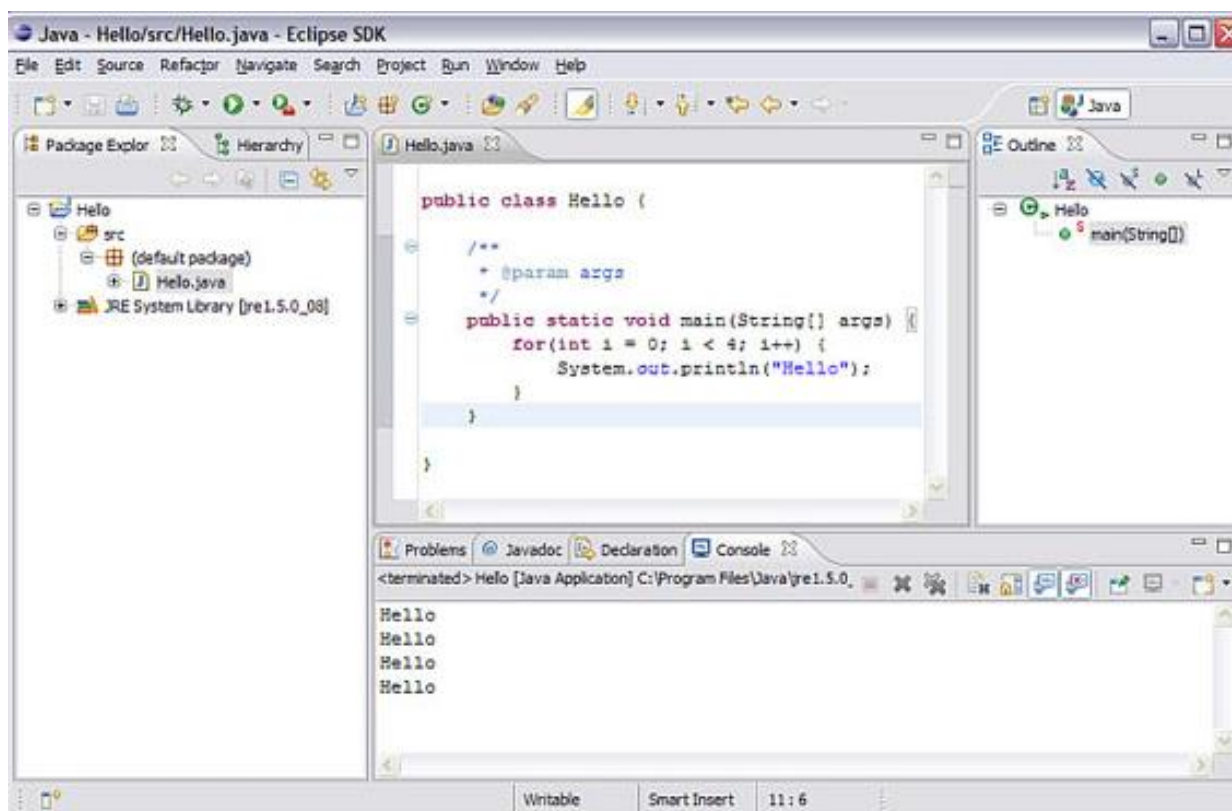 Java - Hello/src/Hello.java - Eclipse SDK
File Edit Source Refactor Navigate Search Project Run Window Help
Java
Package Explor
Hierarchy
Hello
src
(default package)
Hello.java
JRE System Library [jre1.5.0_08]
Hello.java
public class Hello {
/**
* @param args
*/
public static void main(String[] args) {
for(int i = 0; i < 4; i++) {
System.out.println("Hello");
}
}
}
Outline
Hello
main(String[])
Problems @ Javadoc Declaration Console
<terminated> Hello [Java Application] C:\Program Files\Java\jre1.5.0_
Hello
Hello
Hello
Hello
Writable Smart Insert 11 : 6